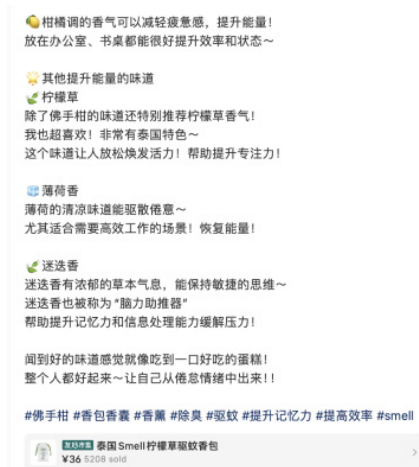 🍋柑橘调的香气可以减轻疲惫感，提升能量！
放在办公室、书桌都能很好提升效率和状态～
🌟其他提升能量的味道
🌿柠檬草
除了佛手柑的味道还特别推荐柠檬草香气！
我也超喜欢！非常有泰国特色～
这个味道让人放松焕发活力！帮助提升专注力！
🧊薄荷香
薄荷的清凉味道能驱散倦意～
尤其适合需要高效工作的场景！恢复能量！
🌿迷迭香
迷迭香有浓郁的草本气息，能保持敏捷的思维～
迷迭香也被称为“脑力助推器”
帮助提升记忆力和信息处理能力缓解压力！
闻到好的味道感觉就像吃到一口好吃的蛋糕！
整个人都好起来～让自己从倦怠情绪中出来！！
#佛手柑 #香包香囊 #香薰 #除臭 #驱蚊 #提升记忆力 #提高效率 #smell
泰国Smell柠檬草驱蚊香包
¥36 5208 sold